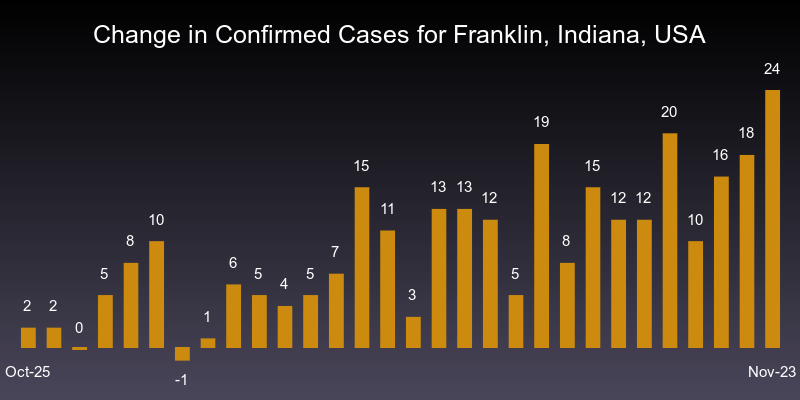 Change in Confirmed Cases for Franklin, Indiana, USA
2 2 0 5 8 10 -1 1 6 5 4 5 7 15 11 3 13 13 12 5 19 8 15 12 12 20 10 16 18 24
Oct-25 Nov-23